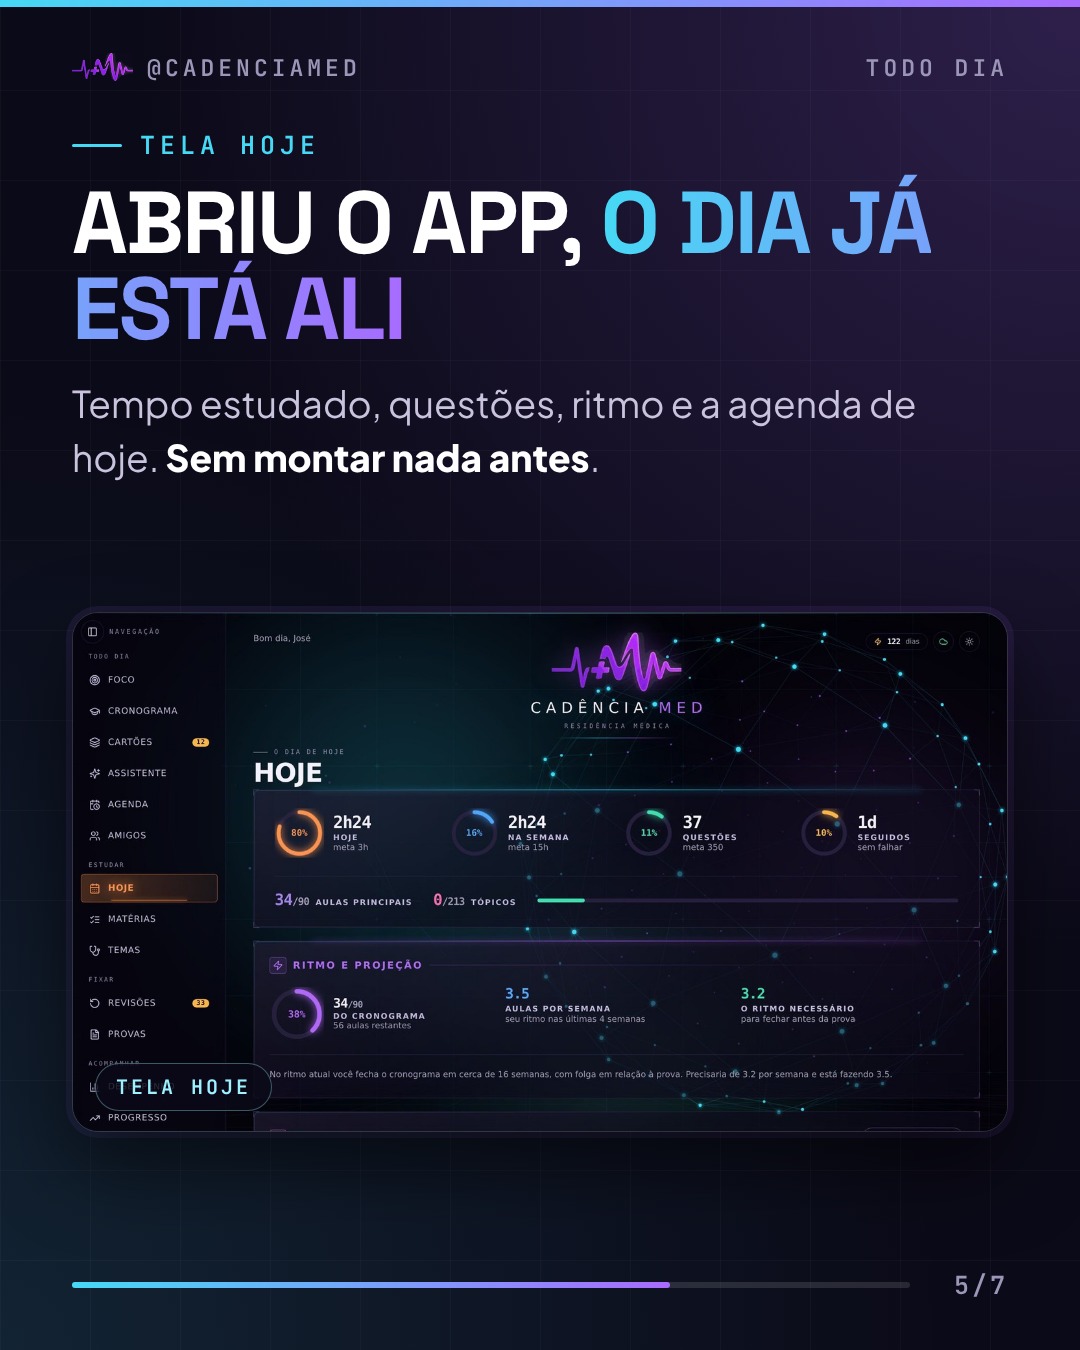 @CADENCIAMED
TODO DIA
TELA HOJE
ABRIU O APP, O DIA JÁ
ESTÁ ALI
Tempo estudado, questões, ritmo e a agenda de
hoje. Sem montar nada antes.
NAVEGAÇÃO
TODO DIA
FOCO
CRONOGRAMA
CARTÕES 12
ASSISTENTE
AGENDA
AMIGOS
ESTUDAR
HOJE
MATÉRIAS
TEMAS
FIXAR
REVISÕES 33
PROVAS
ACOMPANHAR
TELA HOJE
PROGRESSO
Bom dia, José
122 dias
CADÊNCIA MED
RESIDÊNCIA MÉDICA
O DIA DE HOJE
HOJE
80%
2h24
HOJE
meta 3h
16%
2h24
NA SEMANA
meta 15h
11%
37
QUESTÕES
meta 350
10%
1d
SEGUIDOS
sem falhar
34/90 AULAS PRINCIPAIS
0/213 TÓPICOS
RITMO E PROJEÇÃO
38%
34/90
DO CRONOGRAMA
56 aulas restantes
3.5
AULAS POR SEMANA
seu ritmo nas últimas 4 semanas
3.2
O RITMO NECESSÁRIO
para fechar antes da prova
No ritmo atual você fecha o cronograma em cerca de 16 semanas, com folga em relação à prova. Precisaria de 3.2 por semana e está fazendo 3.5.
5/7